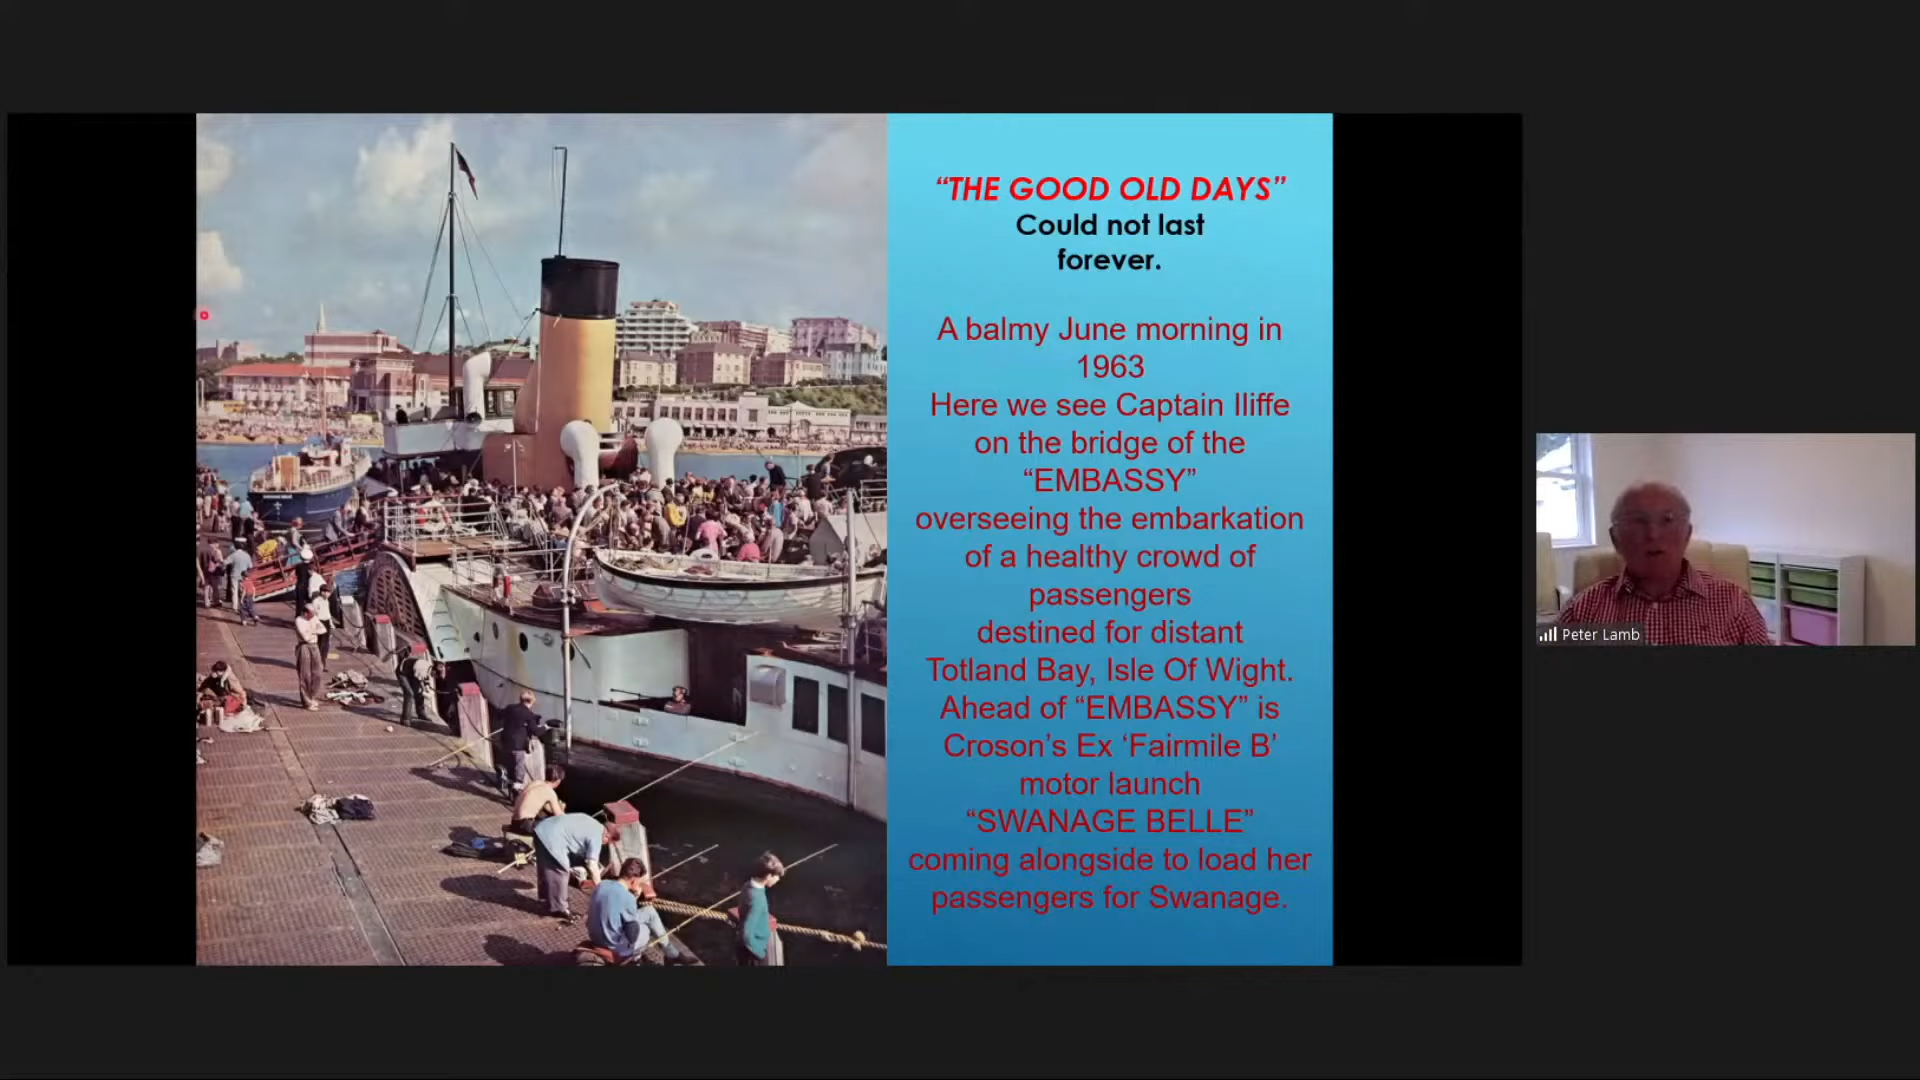 “THE GOOD OLD DAYS”
Could not last
forever.
A balmy June morning in
1963
Here we see Captain Iliffe
on the bridge of the
“EMBASSY”
overseeing the embarkation
of a healthy crowd of
passengers
destined for distant
Totland Bay, Isle Of Wight.
Ahead of “EMBASSY” is
Croson’s Ex ‘Fairmile B’
motor launch
“SWANAGE BELLE”
coming alongside to load her
passengers for Swanage.
Peter Lamb